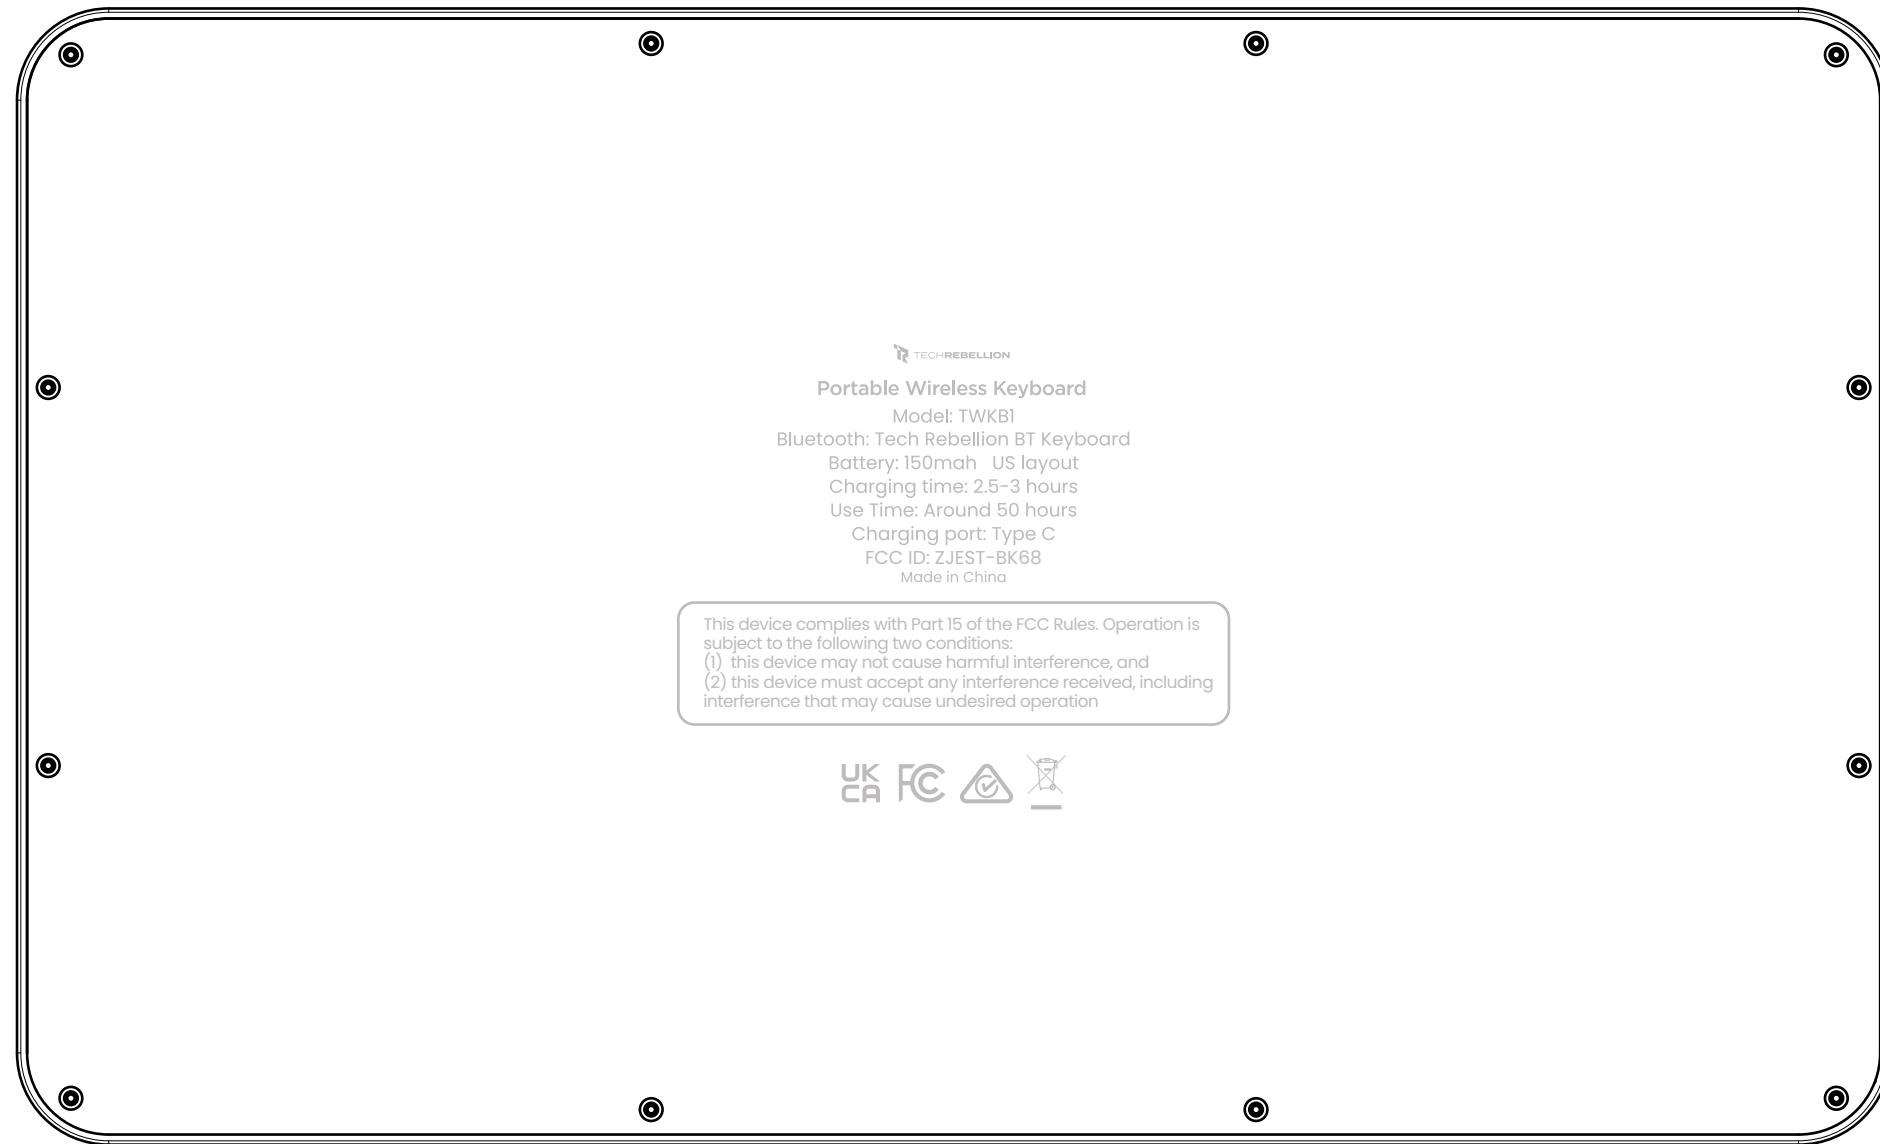 TECHREBELLION
Portable Wireless Keyboard
Model: TWKB1
Bluetooth: Tech Rebellion BT Keyboard
Battery: 150mah US layout
Charging time: 2.5-3 hours
Use Time: Around 50 hours
Charging port: Type C
FCC ID: ZJEST-BK68
Made in China
This device complies with Part 15 of the FCC Rules. Operation is
subject to the following two conditions:
(1) this device may not cause harmful interference, and
(2) this device must accept any interference received, including
interference that may cause undesired operation
UK
CA FC